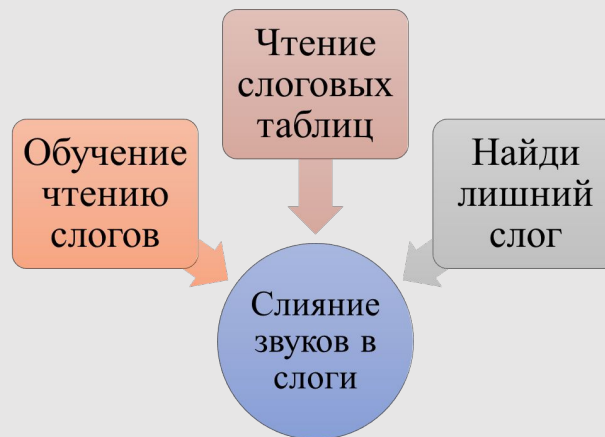 Чтение
слоговых
таблиц
Обучение
чтению
слогов
Найди
лишний
слог
Слияние
звуков в
слоги